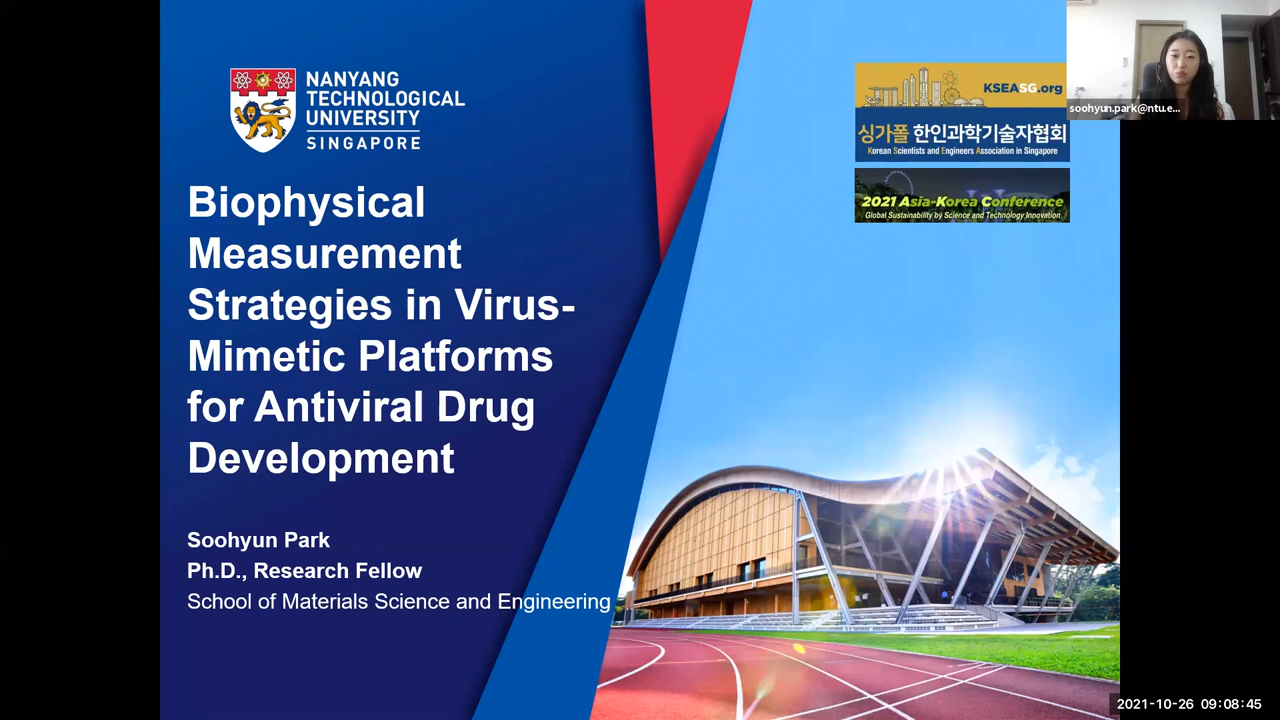 NANYANG
TECHNOLOGICAL
UNIVERSITY
SINGAPORE
Biophysical
Measurement
Strategies in Virus-
Mimetic Platforms
for Antiviral Drug
Development
Soohyun Park
Ph.D., Research Fellow
School of Materials Science and Engineering
KSEASG.org
싱가폴 한인과학기술자협회
Korean Scientists and Engineers Association in Singapore
2021 Asia-Korea Conference
Global Sustainability by Science and Technology Innovation
soohyun.park@ntu.e...
2021-10-26 09:08:45